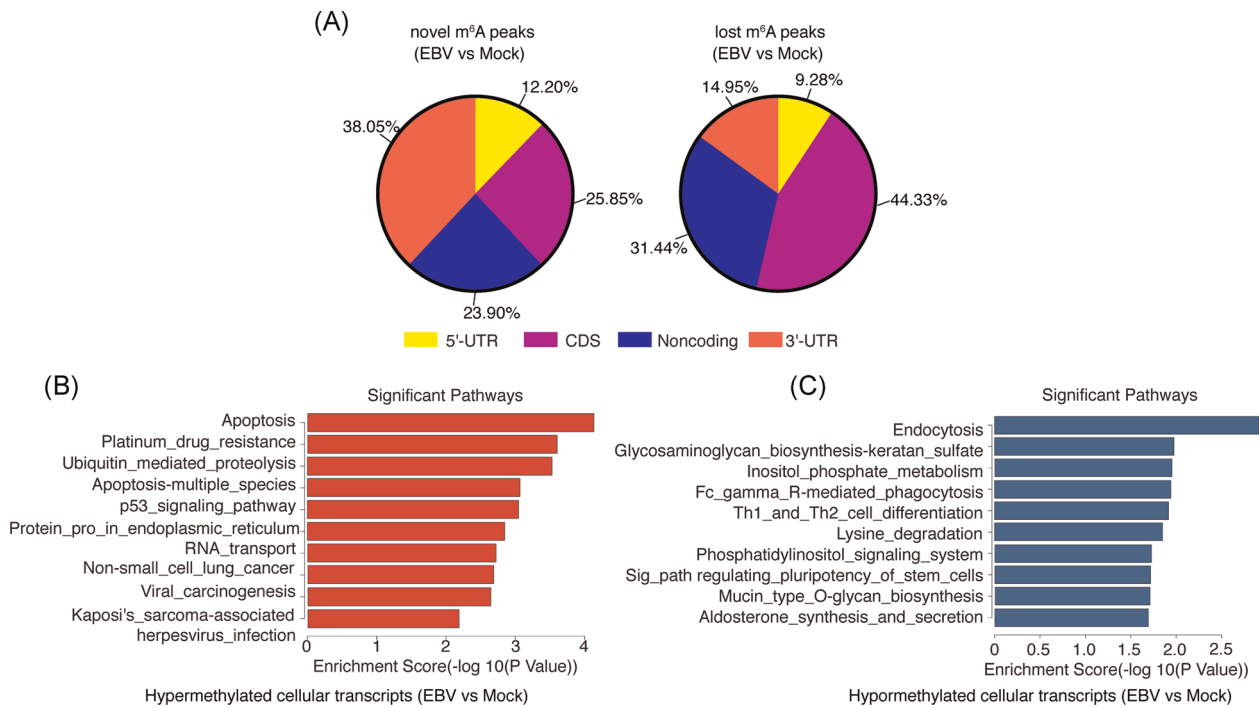 (A)
novel m⁶A peaks
(EBV vs Mock)
12.20%
38.05%
25.85%
23.90%
lost m⁶A peaks
(EBV vs Mock)
9.28%
14.95%
44.33%
31.44%
5'-UTR
CDS
Noncoding
3'-UTR
(B)
Significant Pathways
Apoptosis
Platinum_drug_resistance
Ubiquitin_mediated_proteolysis
Apoptosis-multiple_species
p53_signaling_pathway
Protein_pro_in_endoplasmic_reticulum
RNA_transport
Non-small_cell_lung_cancer
Viral_carcinogenesis
Kaposi's_sarcoma-associated
herpesvirus_infection
0 1 2 3 4
Enrichment Score(-log 10(P Value))
Hypermethylated cellular transcripts (EBV vs Mock)
(C)
Significant Pathways
Endocytosis
Glycosaminoglycan_biosynthesis-keratan_sulfate
Inositol_phosphate_metabolism
Fc_gamma_R-mediated_phagocytosis
Th1_and_Th2_cell_differentiation
Lysine_degradation
Phosphatidylinositol_signaling_system
Sig_path regulating_pluripotency_of_stem_cells
Mucin_type_O-glycan_biosynthesis
Aldosterone_synthesis_and_secretion
0 0.5 1.0 1.5 2.0 2.5
Enrichment Score(-log 10(P Value))
Hypormethylated cellular transcripts (EBV vs Mock)